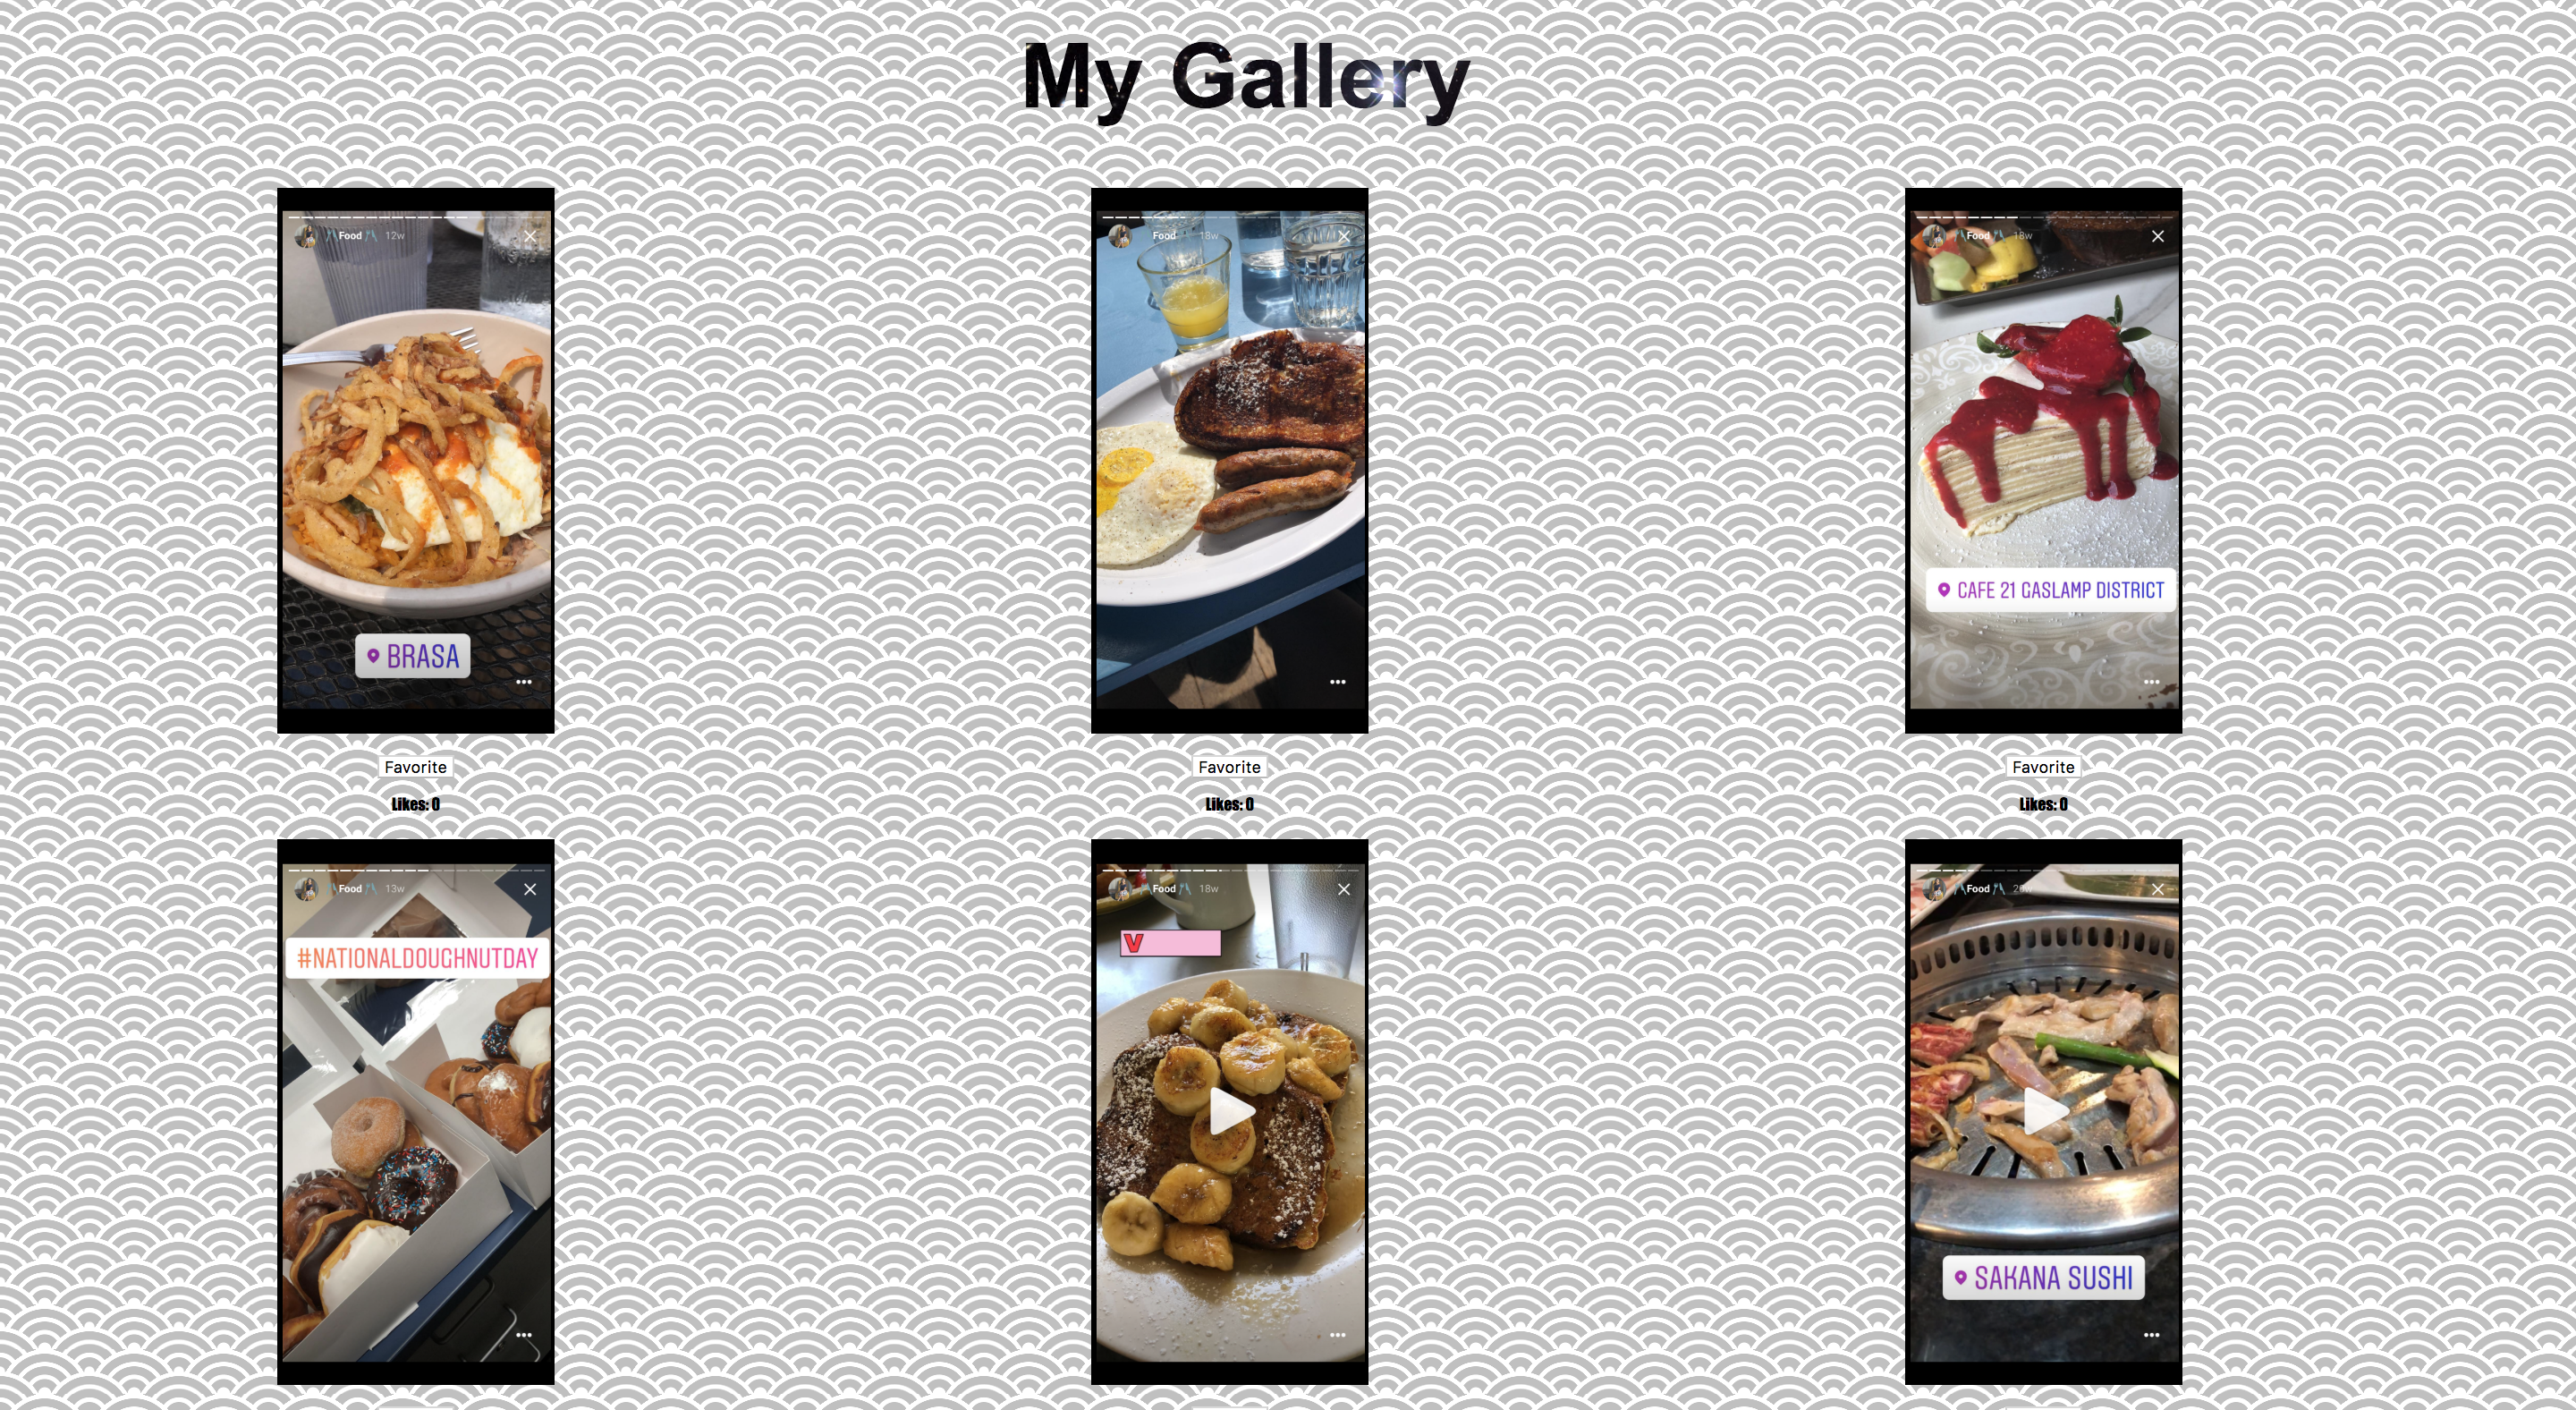 My Gallery
Food 12w
Food 18w
Food 18w
BRASA
CAFE 21 GASLAMP DISTRICT
Favorite
Favorite
Favorite
Likes: 0
Likes: 0
Likes: 0
Food 13w
Food 18w
Food
#NATIONALDOUGHNUTDAY
V
SAKANA SUSHI